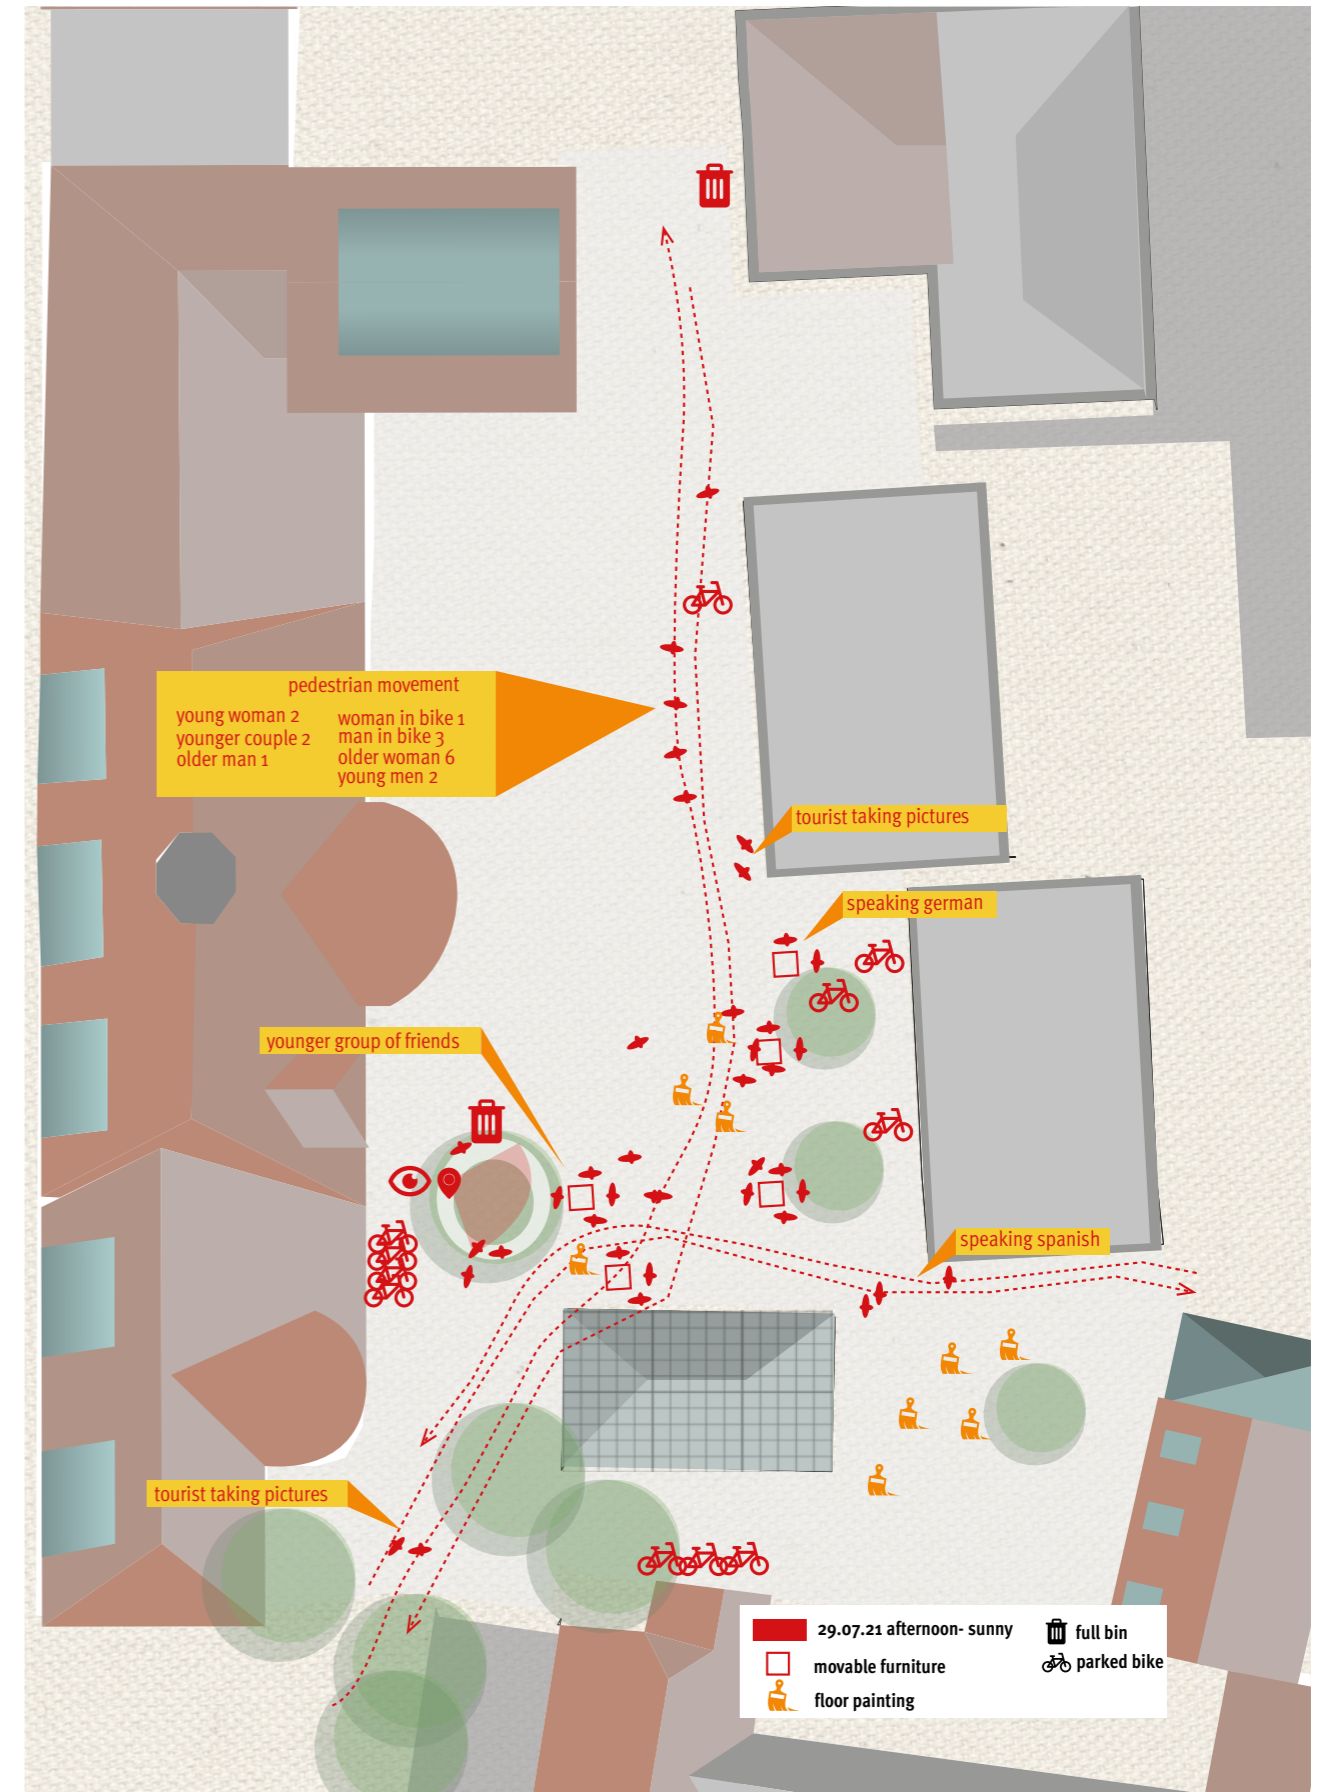 pedestrian movement
young woman 2
younger couple 2
older man 1
woman in bike 1
man in bike 3
older woman 6
young men 2
tourist taking pictures
speaking german
younger group of friends
speaking spanish
tourist taking pictures
29.07.21 afternoon- sunny
movable furniture
floor painting
full bin
parked bike